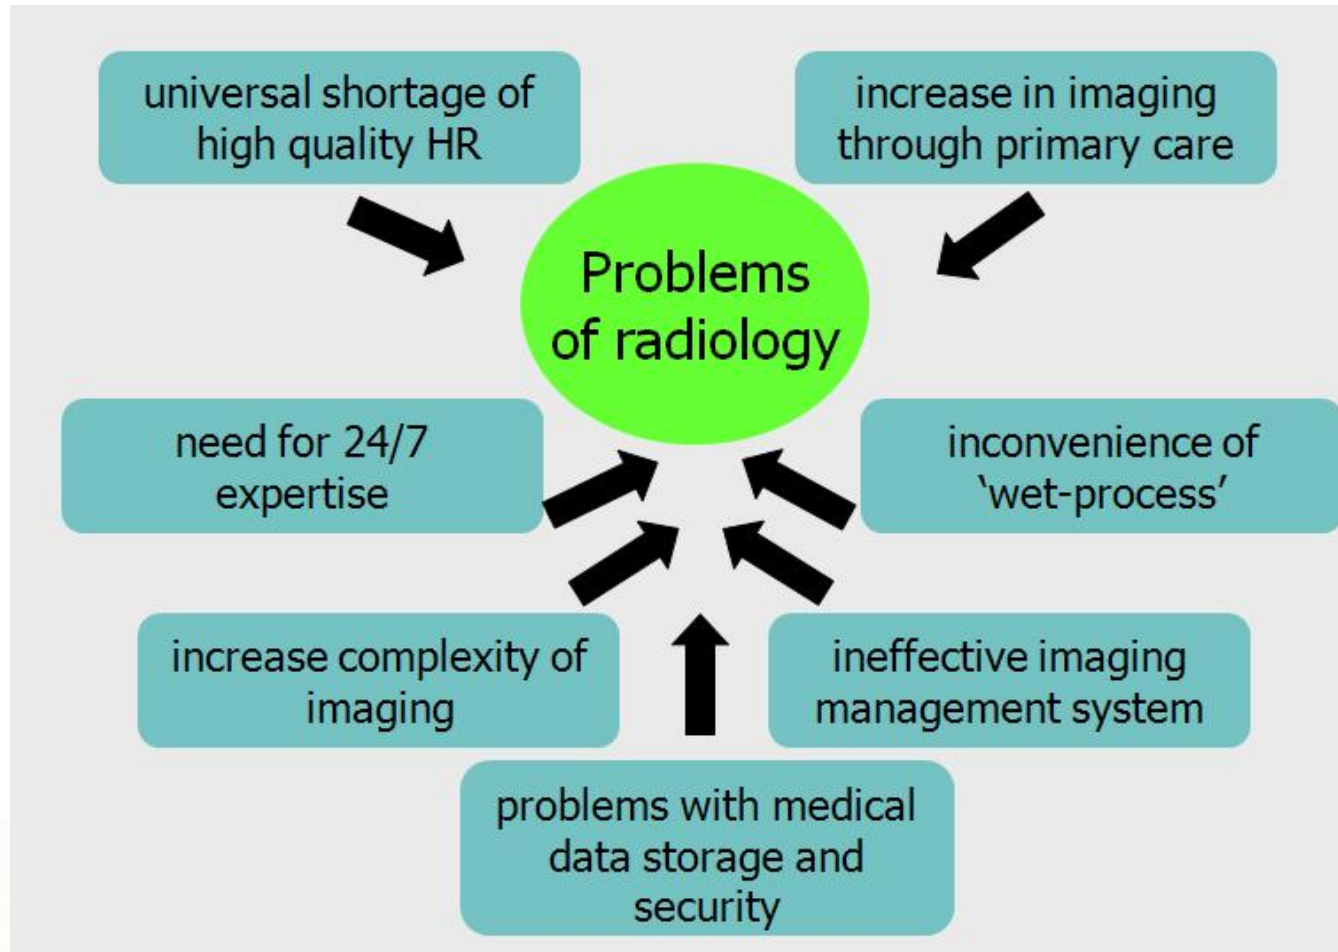 universal shortage of
high quality HR
increase in imaging
through primary care
Problems
of radiology
need for 24/7
expertise
inconvenience of
‘wet-process’
increase complexity of
imaging
ineffective imaging
management system
problems with medical
data storage and
security